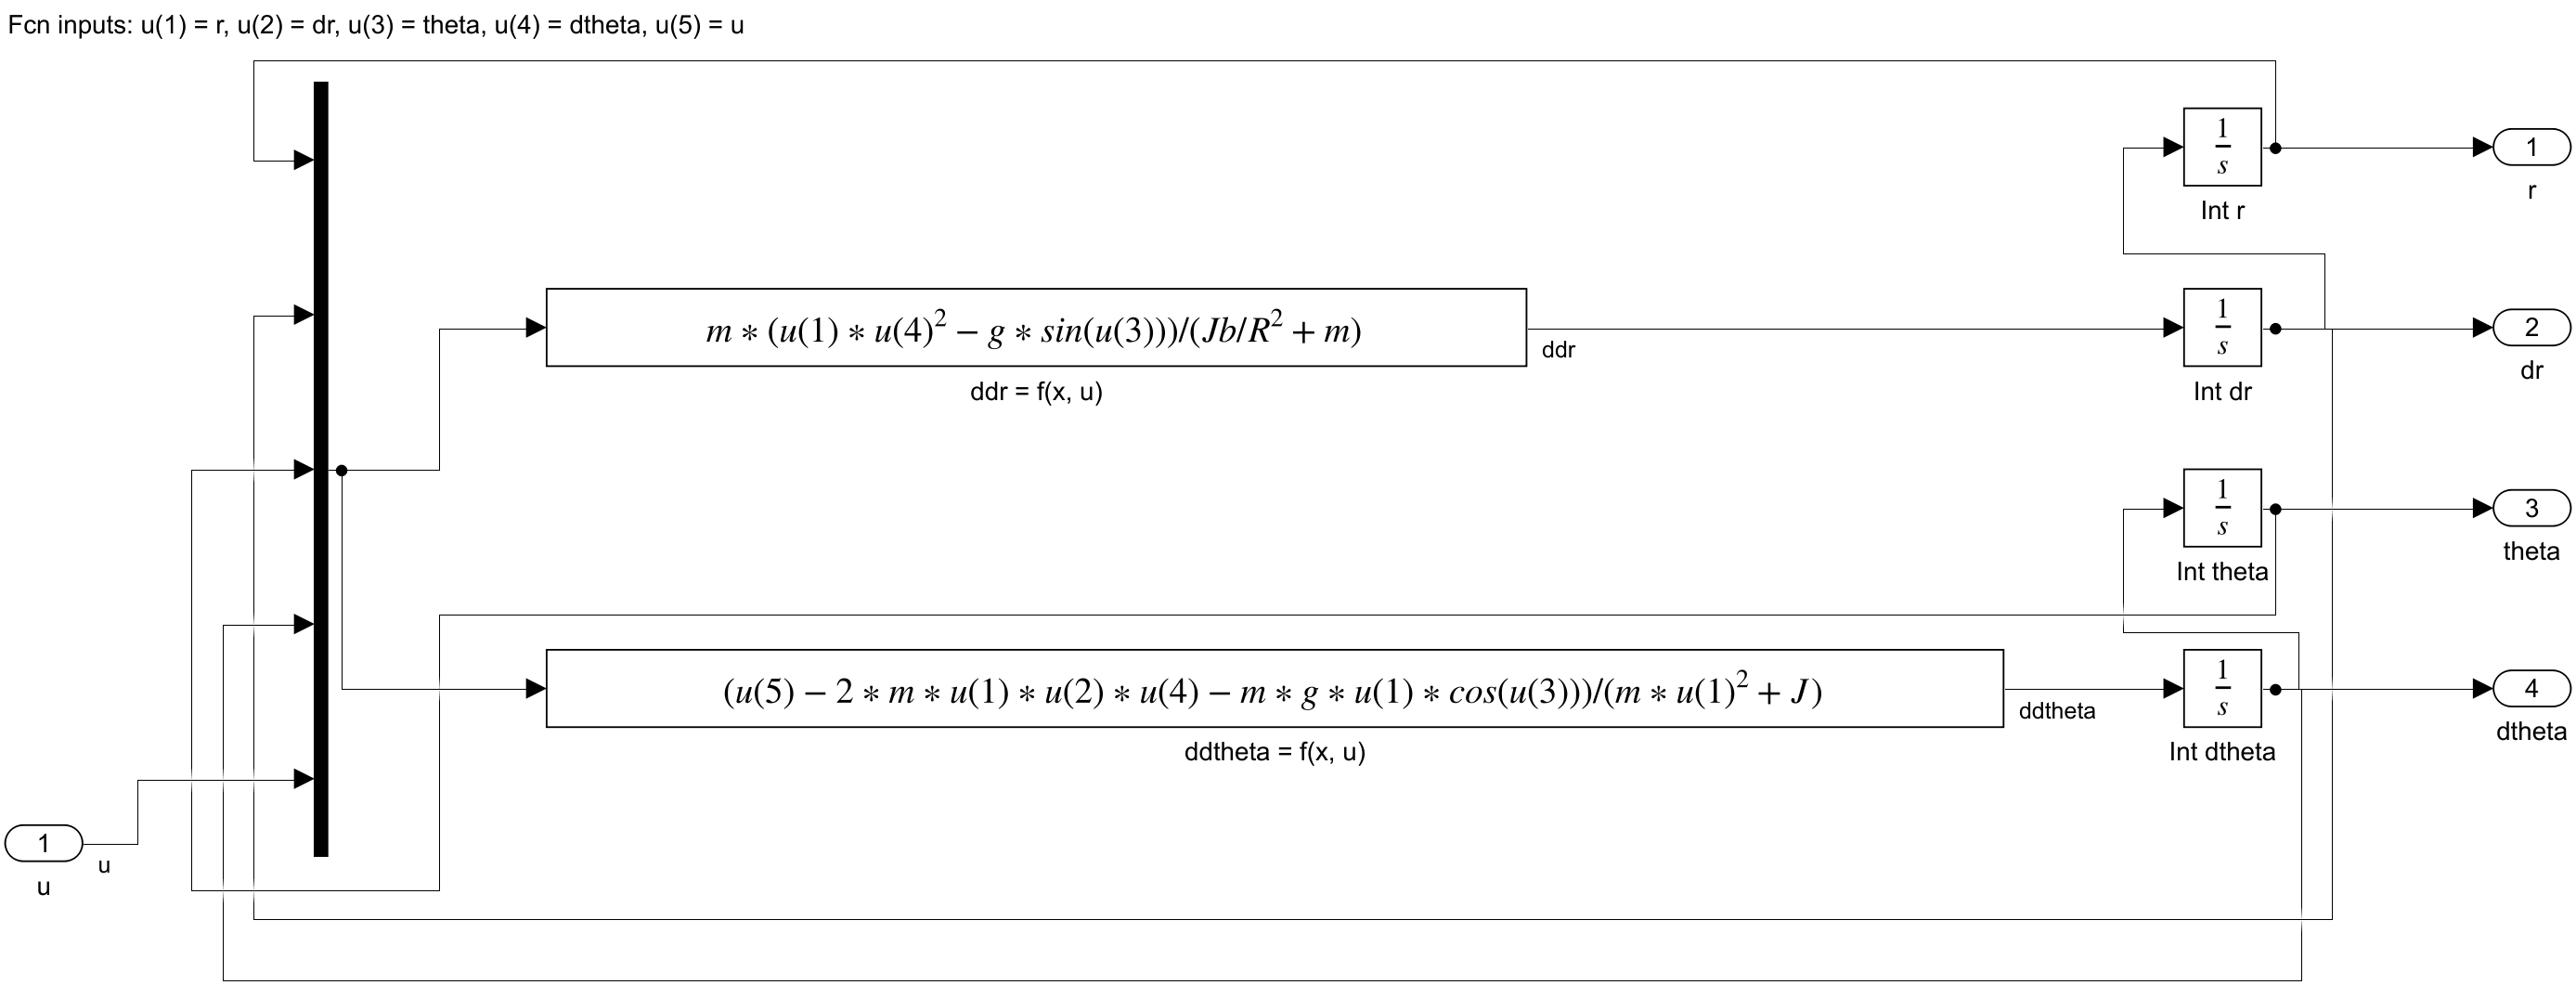 Fcn inputs: u(1) = r, u(2) = dr, u(3) = theta, u(4) = dtheta, u(5) = u
1
s
Int r
1
r
m ∗ (u(1) ∗ u(4)² − g ∗ sin(u(3)))/(Jb/R² + m)
ddr = f(x, u)
ddr
1
s
Int dr
2
dr
1
s
Int theta
3
theta
(u(5) − 2 ∗ m ∗ u(1) ∗ u(2) ∗ u(4) − m ∗ g ∗ u(1) ∗ cos(u(3)))/(m ∗ u(1)² + J)
ddtheta = f(x, u)
ddtheta
1
s
Int dtheta
4
dtheta
1
u
u